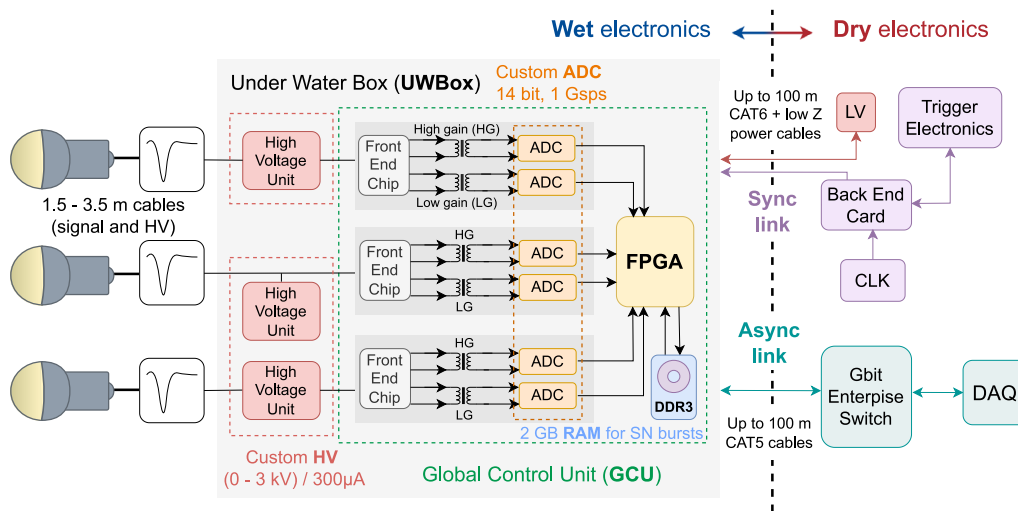 Wet electronics
Dry electronics
Under Water Box (UWBox)
Custom ADC
14 bit, 1 Gsps
Up to 100 m
CAT6 + low Z
power cables
LV
Trigger
Electronics
High
Voltage
Unit
Front
End
Chip
High gain (HG)
Low gain (LG)
ADC
ADC
1.5 - 3.5 m cables
(signal and HV)
Sync
link
Back End
Card
CLK
High
Voltage
Unit
Front
End
Chip
HG
LG
ADC
ADC
FPGA
High
Voltage
Unit
Front
End
Chip
HG
LG
ADC
ADC
DDR3
2 GB RAM for SN bursts
Async
link
Gbit
Enterpise
Switch
DAQ
Up to 100 m
CAT5 cables
Custom HV
(0 - 3 kV) / 300µA
Global Control Unit (GCU)